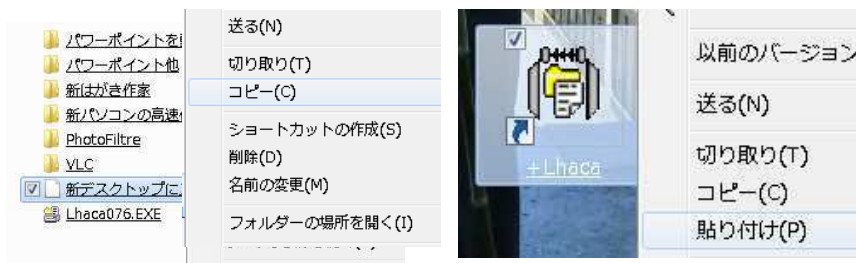 パワーポイントを
パワーポイント他
新はがき作家
新パソコンの高速
PhotoFiltre
VLC
新デスクトップに
Lhaca076.EXE
送る(N)
切り取り(T)
コピー(C)
ショートカットの作成(S)
削除(D)
名前の変更(M)
フォルダーの場所を開く(I)
+Lhaca
以前のバージョン
送る(N)
切り取り(T)
コピー(C)
貼り付け(P)